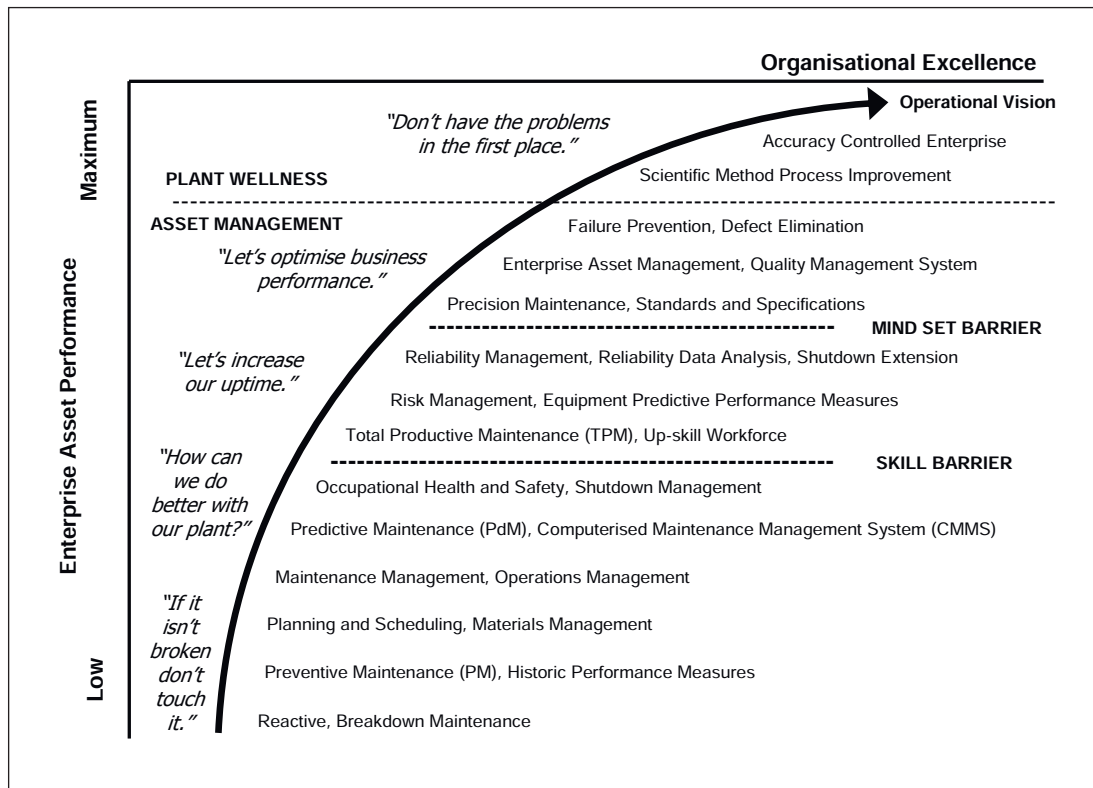 Organisational Excellence
Operational Vision
“Don’t have the problems
in the first place.”
Accuracy Controlled Enterprise
Scientific Method Process Improvement
PLANT WELLNESS
ASSET MANAGEMENT
Failure Prevention, Defect Elimination
“Let’s optimise business
performance.”
Enterprise Asset Management, Quality Management System
Precision Maintenance, Standards and Specifications
MIND SET BARRIER
“Let’s increase
our uptime.”
Reliability Management, Reliability Data Analysis, Shutdown Extension
Risk Management, Equipment Predictive Performance Measures
Total Productive Maintenance (TPM), Up-skill Workforce
SKILL BARRIER
“How can
we do
better with
our plant?”
Occupational Health and Safety, Shutdown Management
Predictive Maintenance (PdM), Computerised Maintenance Management System (CMMS)
Maintenance Management, Operations Management
“If it
isn’t
broken
don’t
touch
it.”
Planning and Scheduling, Materials Management
Preventive Maintenance (PM), Historic Performance Measures
Reactive, Breakdown Maintenance
Maximum
Enterprise Asset Performance
Low